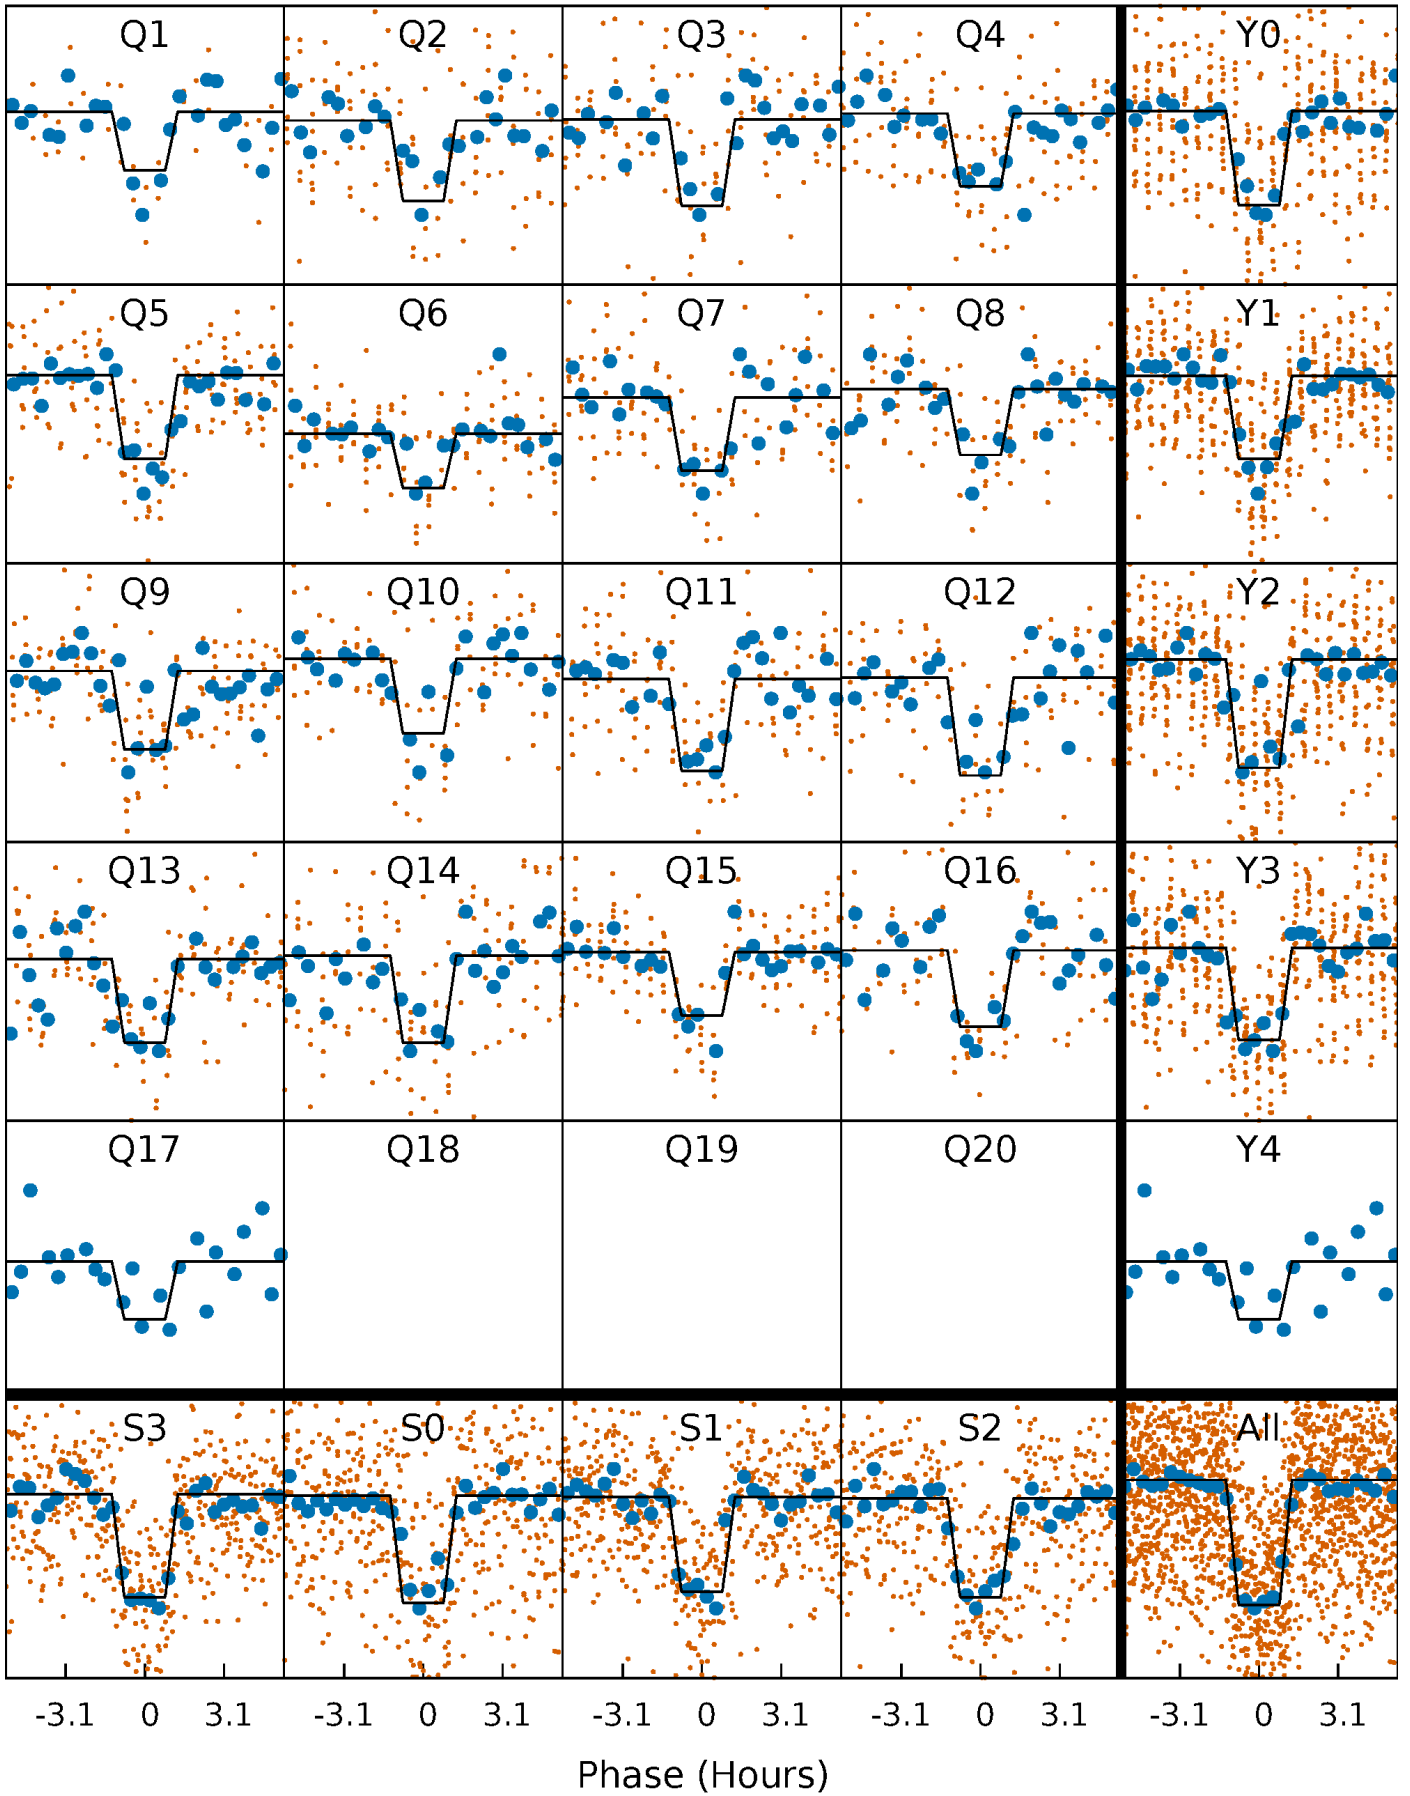 Q1 Q2 Q3 Q4 Y0
Q5 Q6 Q7 Q8 Y1
Q9 Q10 Q11 Q12 Y2
Q13 Q14 Q15 Q16 Y3
Q17 Q18 Q19 Q20 Y4
S3 S0 S1 S2 All
-3.1 0 3.1 -3.1 0 3.1 -3.1 0 3.1 -3.1 0 3.1 -3.1 0 3.1
Phase (Hours)